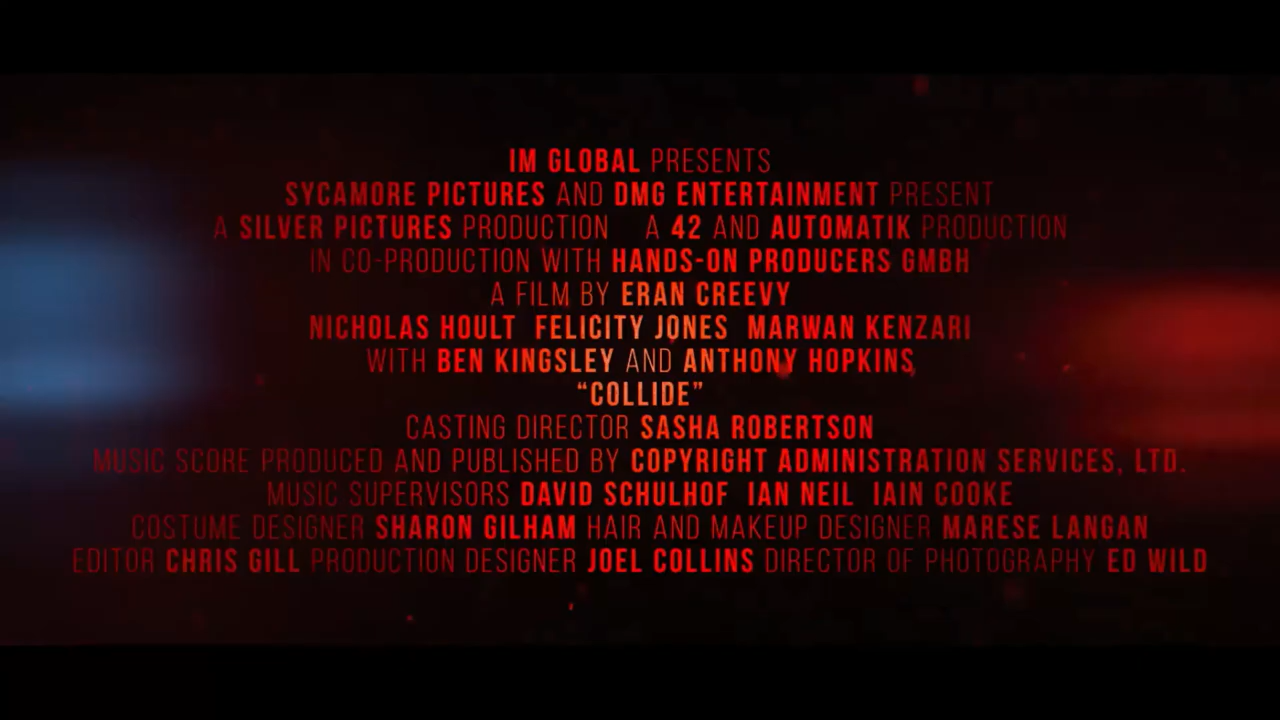 IM GLOBAL PRESENTS
SYCAMORE PICTURES AND DMG ENTERTAINMENT PRESENT
A SILVER PICTURES PRODUCTION A 42 AND AUTOMATIK PRODUCTION
IN CO-PRODUCTION WITH HANDS-ON PRODUCERS GMBH
A FILM BY ERAN CREEVY
NICHOLAS HOULT FELICITY JONES MARWAN KENZARI
WITH BEN KINGSLEY AND ANTHONY HOPKINS
“COLLIDE”
CASTING DIRECTOR SASHA ROBERTSON
MUSIC SCORE PRODUCED AND PUBLISHED BY COPYRIGHT ADMINISTRATION SERVICES, LTD.
MUSIC SUPERVISORS DAVID SCHULHOF IAN NEIL IAIN COOKE
COSTUME DESIGNER SHARON GILHAM HAIR AND MAKEUP DESIGNER MARESE LANGAN
EDITOR CHRIS GILL PRODUCTION DESIGNER JOEL COLLINS DIRECTOR OF PHOTOGRAPHY ED WILD